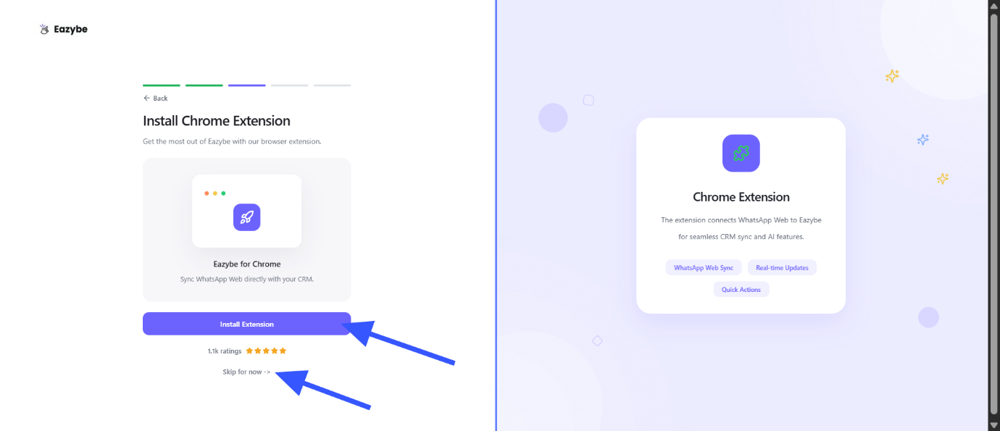 Eazybe
Back
Install Chrome Extension
Get the most out of Eazybe with our browser extension.
Eazybe for Chrome
Sync WhatsApp Web directly with your CRM.
Install Extension
1.1k ratings
Skip for now ->
Chrome Extension
The extension connects WhatsApp Web to Eazybe
for seamless CRM sync and AI features.
WhatsApp Web Sync
Real-time Updates
Quick Actions